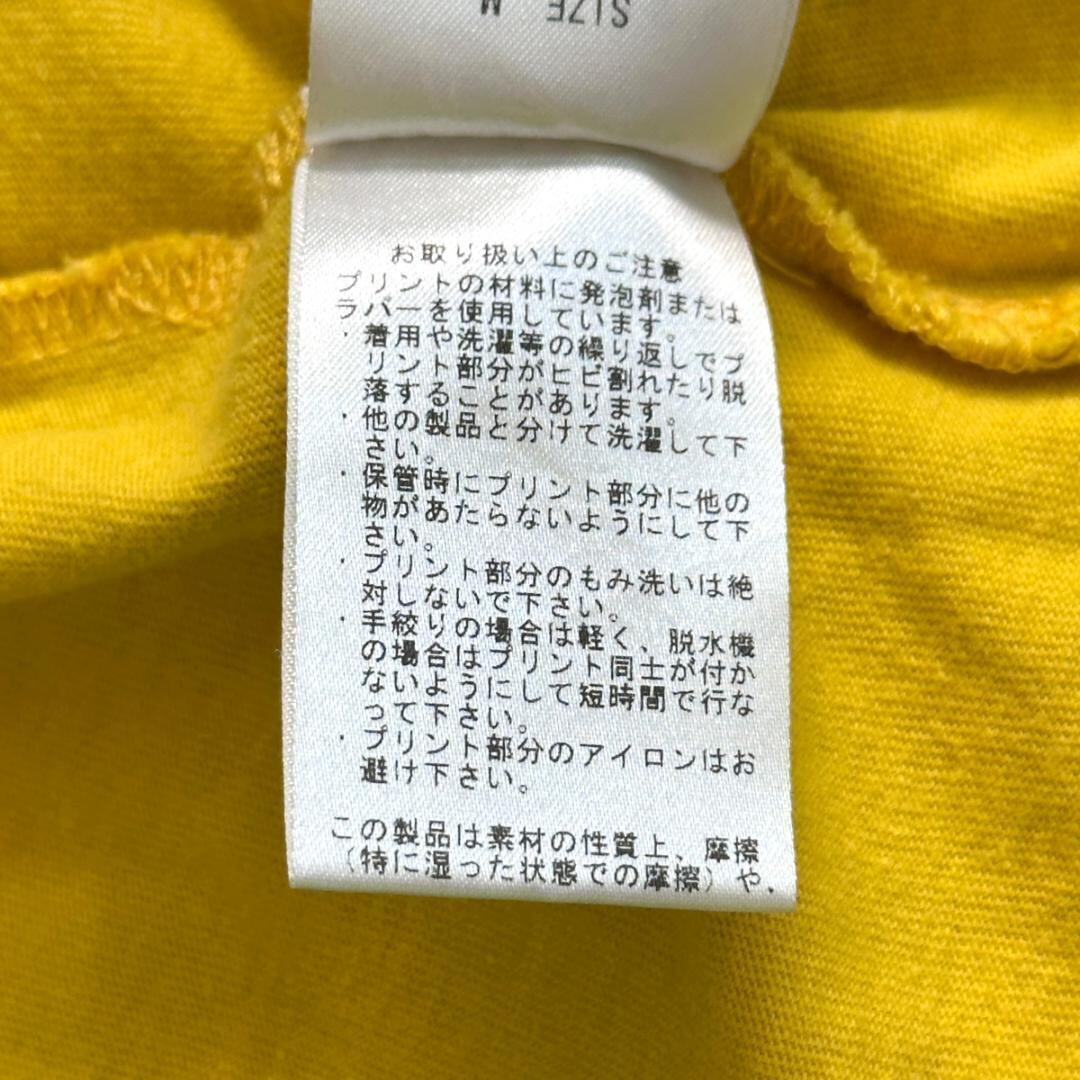 SIZE M
お取り扱い上のご注意
プリントの材料に発泡剤または
ラバーを使用しています。
・着用や洗濯等の繰り返しでプ
リント部分がヒビ割れたり脱
落することがあります。
・他の製品と分けて洗濯して下
さい。
・保管時にプリント部分に他の
物があたらないようにして下
さい。
・プリント部分のもみ洗いは絶
対しないで下さい。
・手絞りの場合は軽く、脱水機
の場合はプリント同士が付か
ないようにして短時間で行な
って下さい。
・プリント部分のアイロンはお
避け下さい。
この製品は素材の性質上、摩擦
（特に湿った状態での摩擦）や、